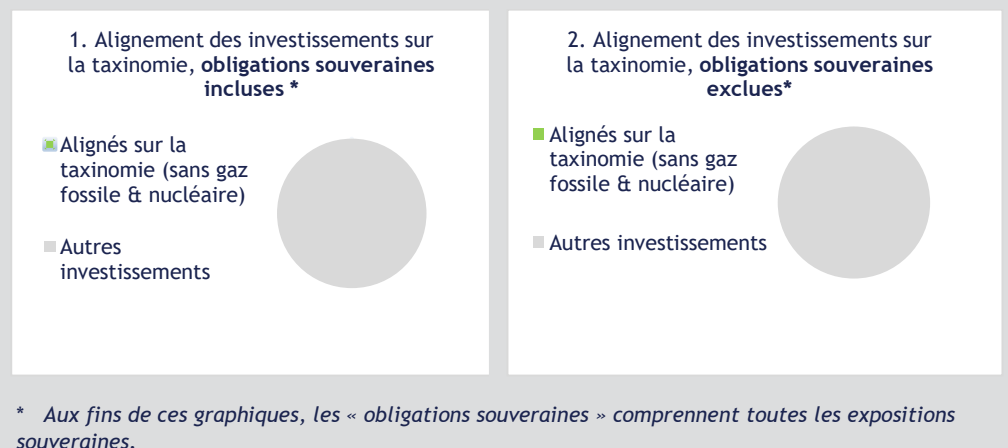 1. Alignement des investissements sur
la taxinomie, obligations souveraines
incluses *
Alignés sur la
taxinomie (sans gaz
fossile & nucléaire)
Autres
investissements
2. Alignement des investissements sur
la taxinomie, obligations souveraines
exclues*
Alignés sur la
taxinomie (sans gaz
fossile & nucléaire)
Autres investissements
* Aux fins de ces graphiques, les « obligations souveraines » comprennent toutes les expositions
souveraines.